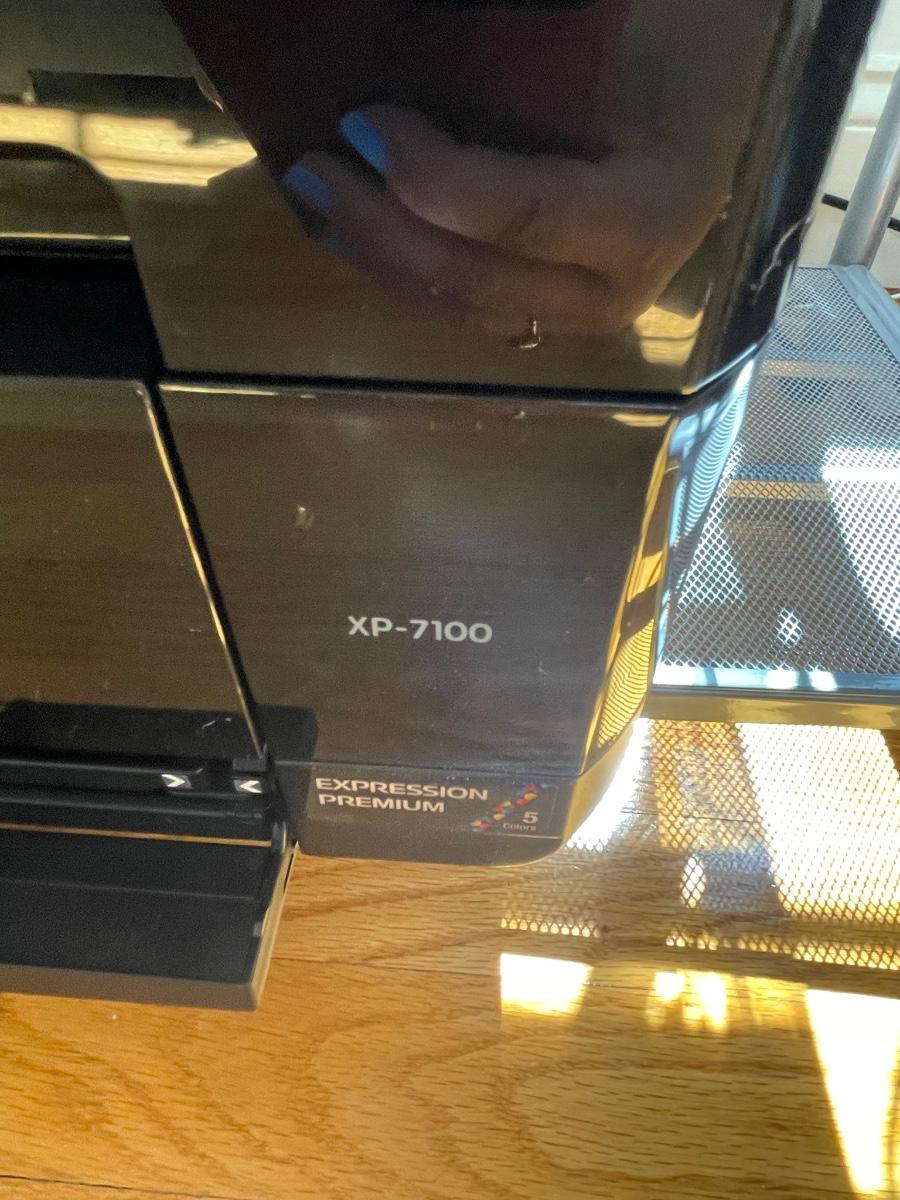 XP-7100
EXPRESSION
PREMIUM
5
Colors